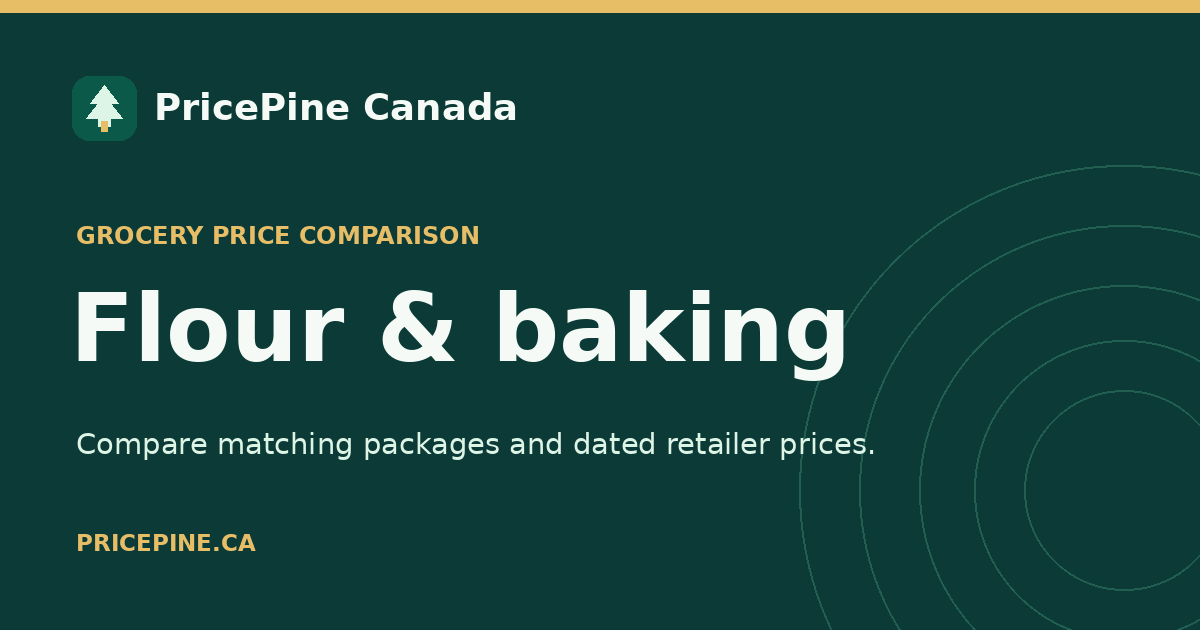 PricePine Canada
GROCERY PRICE COMPARISON
Flour & baking
Compare matching packages and dated retailer prices.
PRICEPINE.CA